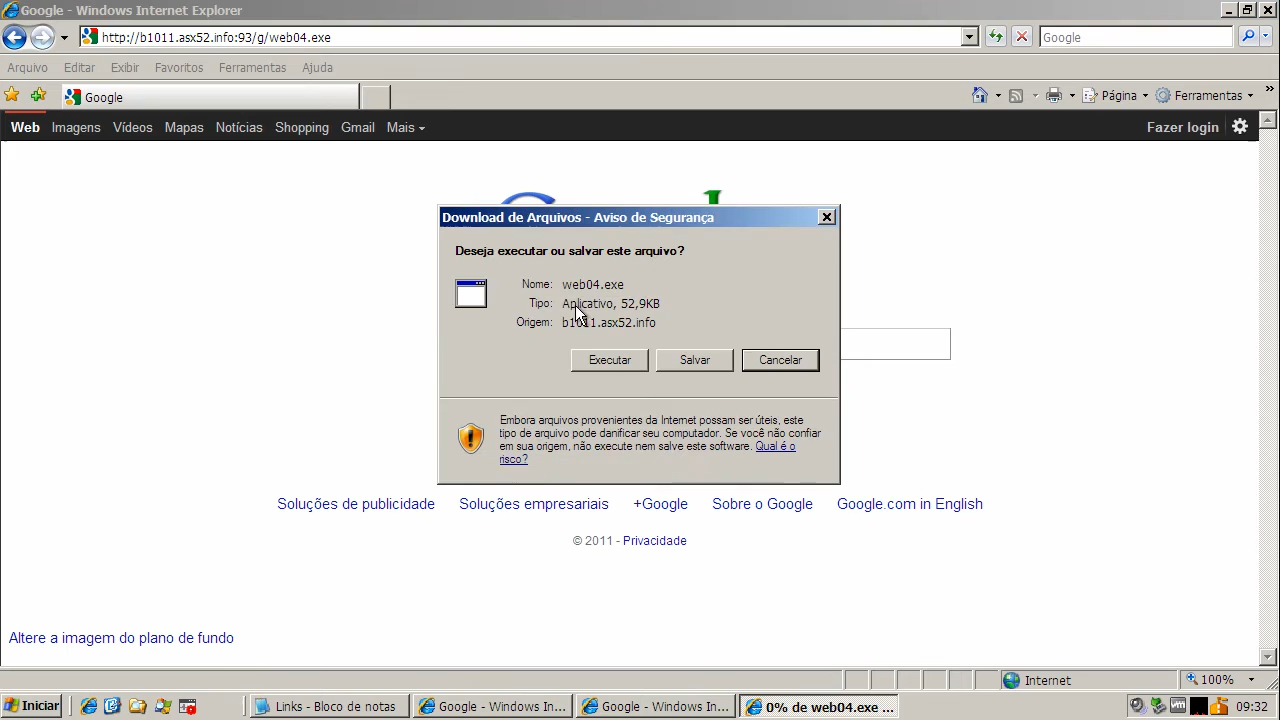 Google - Windows Internet Explorer
http://b1011.asx52.info:93/g/web04.exe
Google
Arquivo Editar Exibir Favoritos Ferramentas Ajuda
Google
Página Ferramentas »
Web Imagens Vídeos Mapas Notícias Shopping Gmail Mais
Fazer login
Download de Arquivos - Aviso de Segurança
Deseja executar ou salvar este arquivo?
Nome: web04.exe
Tipo: Aplicativo, 52,9KB
Origem: b1011.asx52.info
Executar Salvar Cancelar
Embora arquivos provenientes da Internet possam ser úteis, este
tipo de arquivo pode danificar seu computador. Se você não confiar
em sua origem, não execute nem salve este software. Qual é o
risco?
Soluções de publicidade Soluções empresariais +Google Sobre o Google Google.com in English
© 2011 - Privacidade
Altere a imagem do plano de fundo
Internet 100%
Iniciar Links - Bloco de notas Google - Windows In... Google - Windows Int... 0% de web04.exe ... 09:32